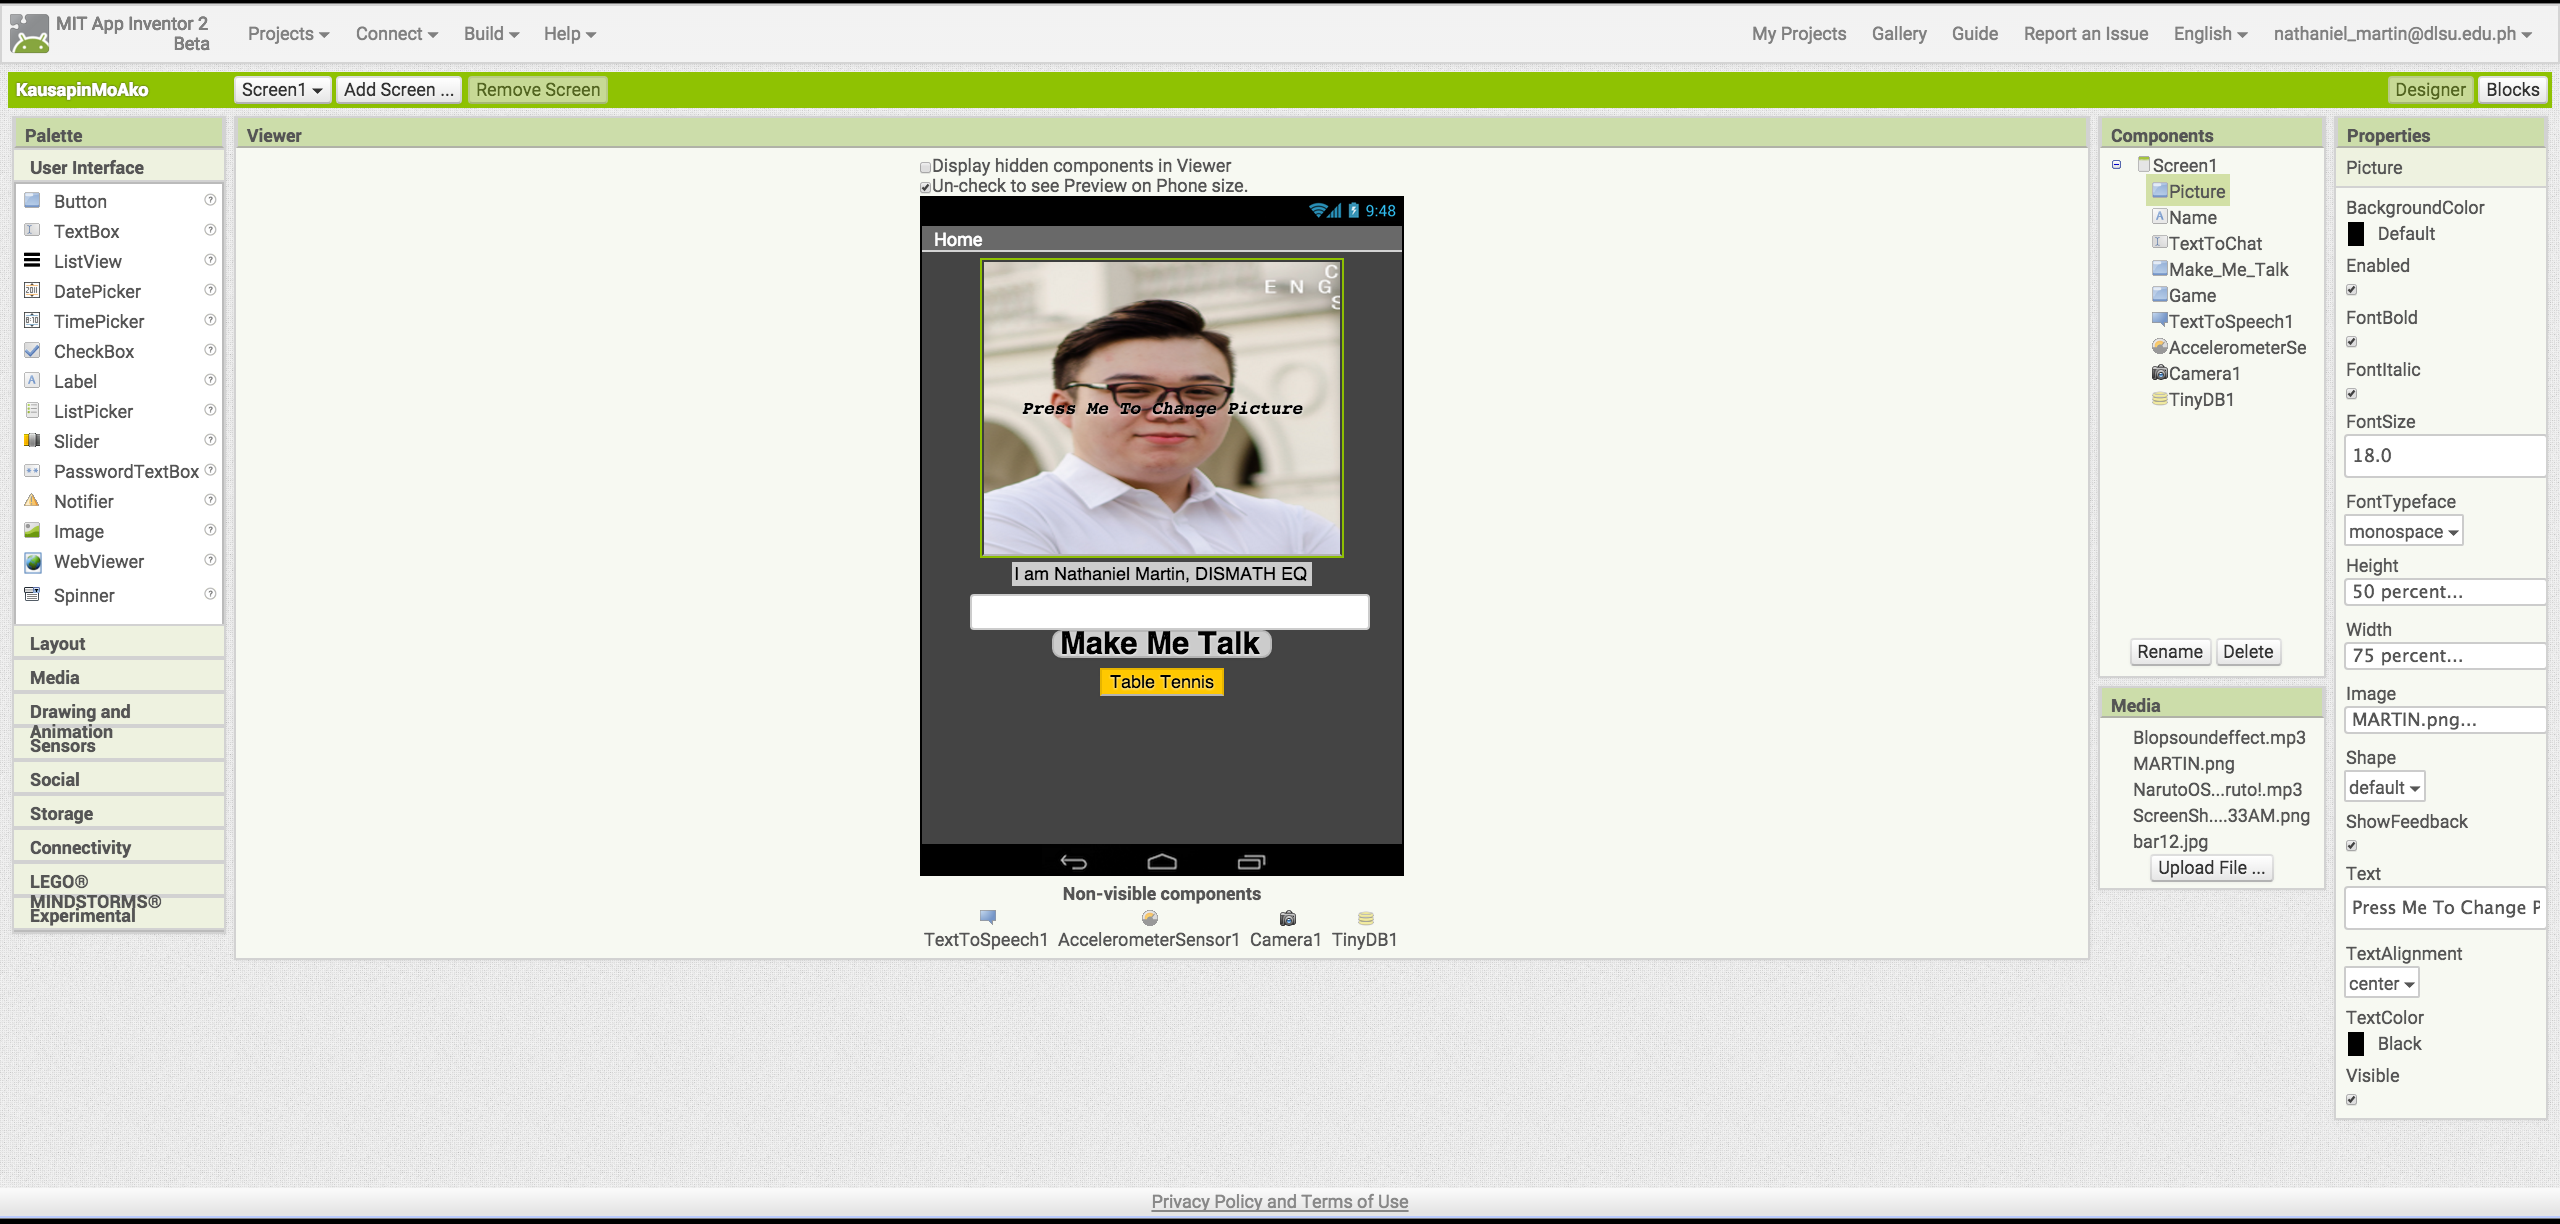 MIT App Inventor 2
Beta
Projects
Connect
Build
Help
My Projects
Gallery
Guide
Report an Issue
English
nathaniel_martin@dlsu.edu.ph
KausapinMoAko
Screen1
Add Screen ...
Remove Screen
Designer
Blocks
Palette
User Interface
Button
TextBox
ListView
DatePicker
TimePicker
CheckBox
Label
ListPicker
Slider
PasswordTextBox
Notifier
Image
WebViewer
Spinner
Layout
Media
Drawing and
Animation
Sensors
Social
Storage
Connectivity
LEGO®
MINDSTORMS®
Experimental
Viewer
Display hidden components in Viewer
Un-check to see Preview on Phone size.
9:48
Home
C
E N G
S
Press Me To Change Picture
I am Nathaniel Martin, DISMATH EQ
Make Me Talk
Table Tennis
Non-visible components
TextToSpeech1
AccelerometerSensor1
Camera1
TinyDB1
Components
Screen1
Picture
Name
TextToChat
Make_Me_Talk
Game
TextToSpeech1
AccelerometerSe
Camera1
TinyDB1
Rename
Delete
Media
Blopsoundeffect.mp3
MARTIN.png
NarutoOS...ruto!.mp3
ScreenSh....33AM.png
bar12.jpg
Upload File ...
Properties
Picture
BackgroundColor
Default
Enabled
FontBold
FontItalic
FontSize
18.0
FontTypeface
monospace
Height
50 percent...
Width
75 percent...
Image
MARTIN.png...
Shape
default
ShowFeedback
Text
Press Me To Change P
TextAlignment
center
TextColor
Black
Visible
Privacy Policy and Terms of Use